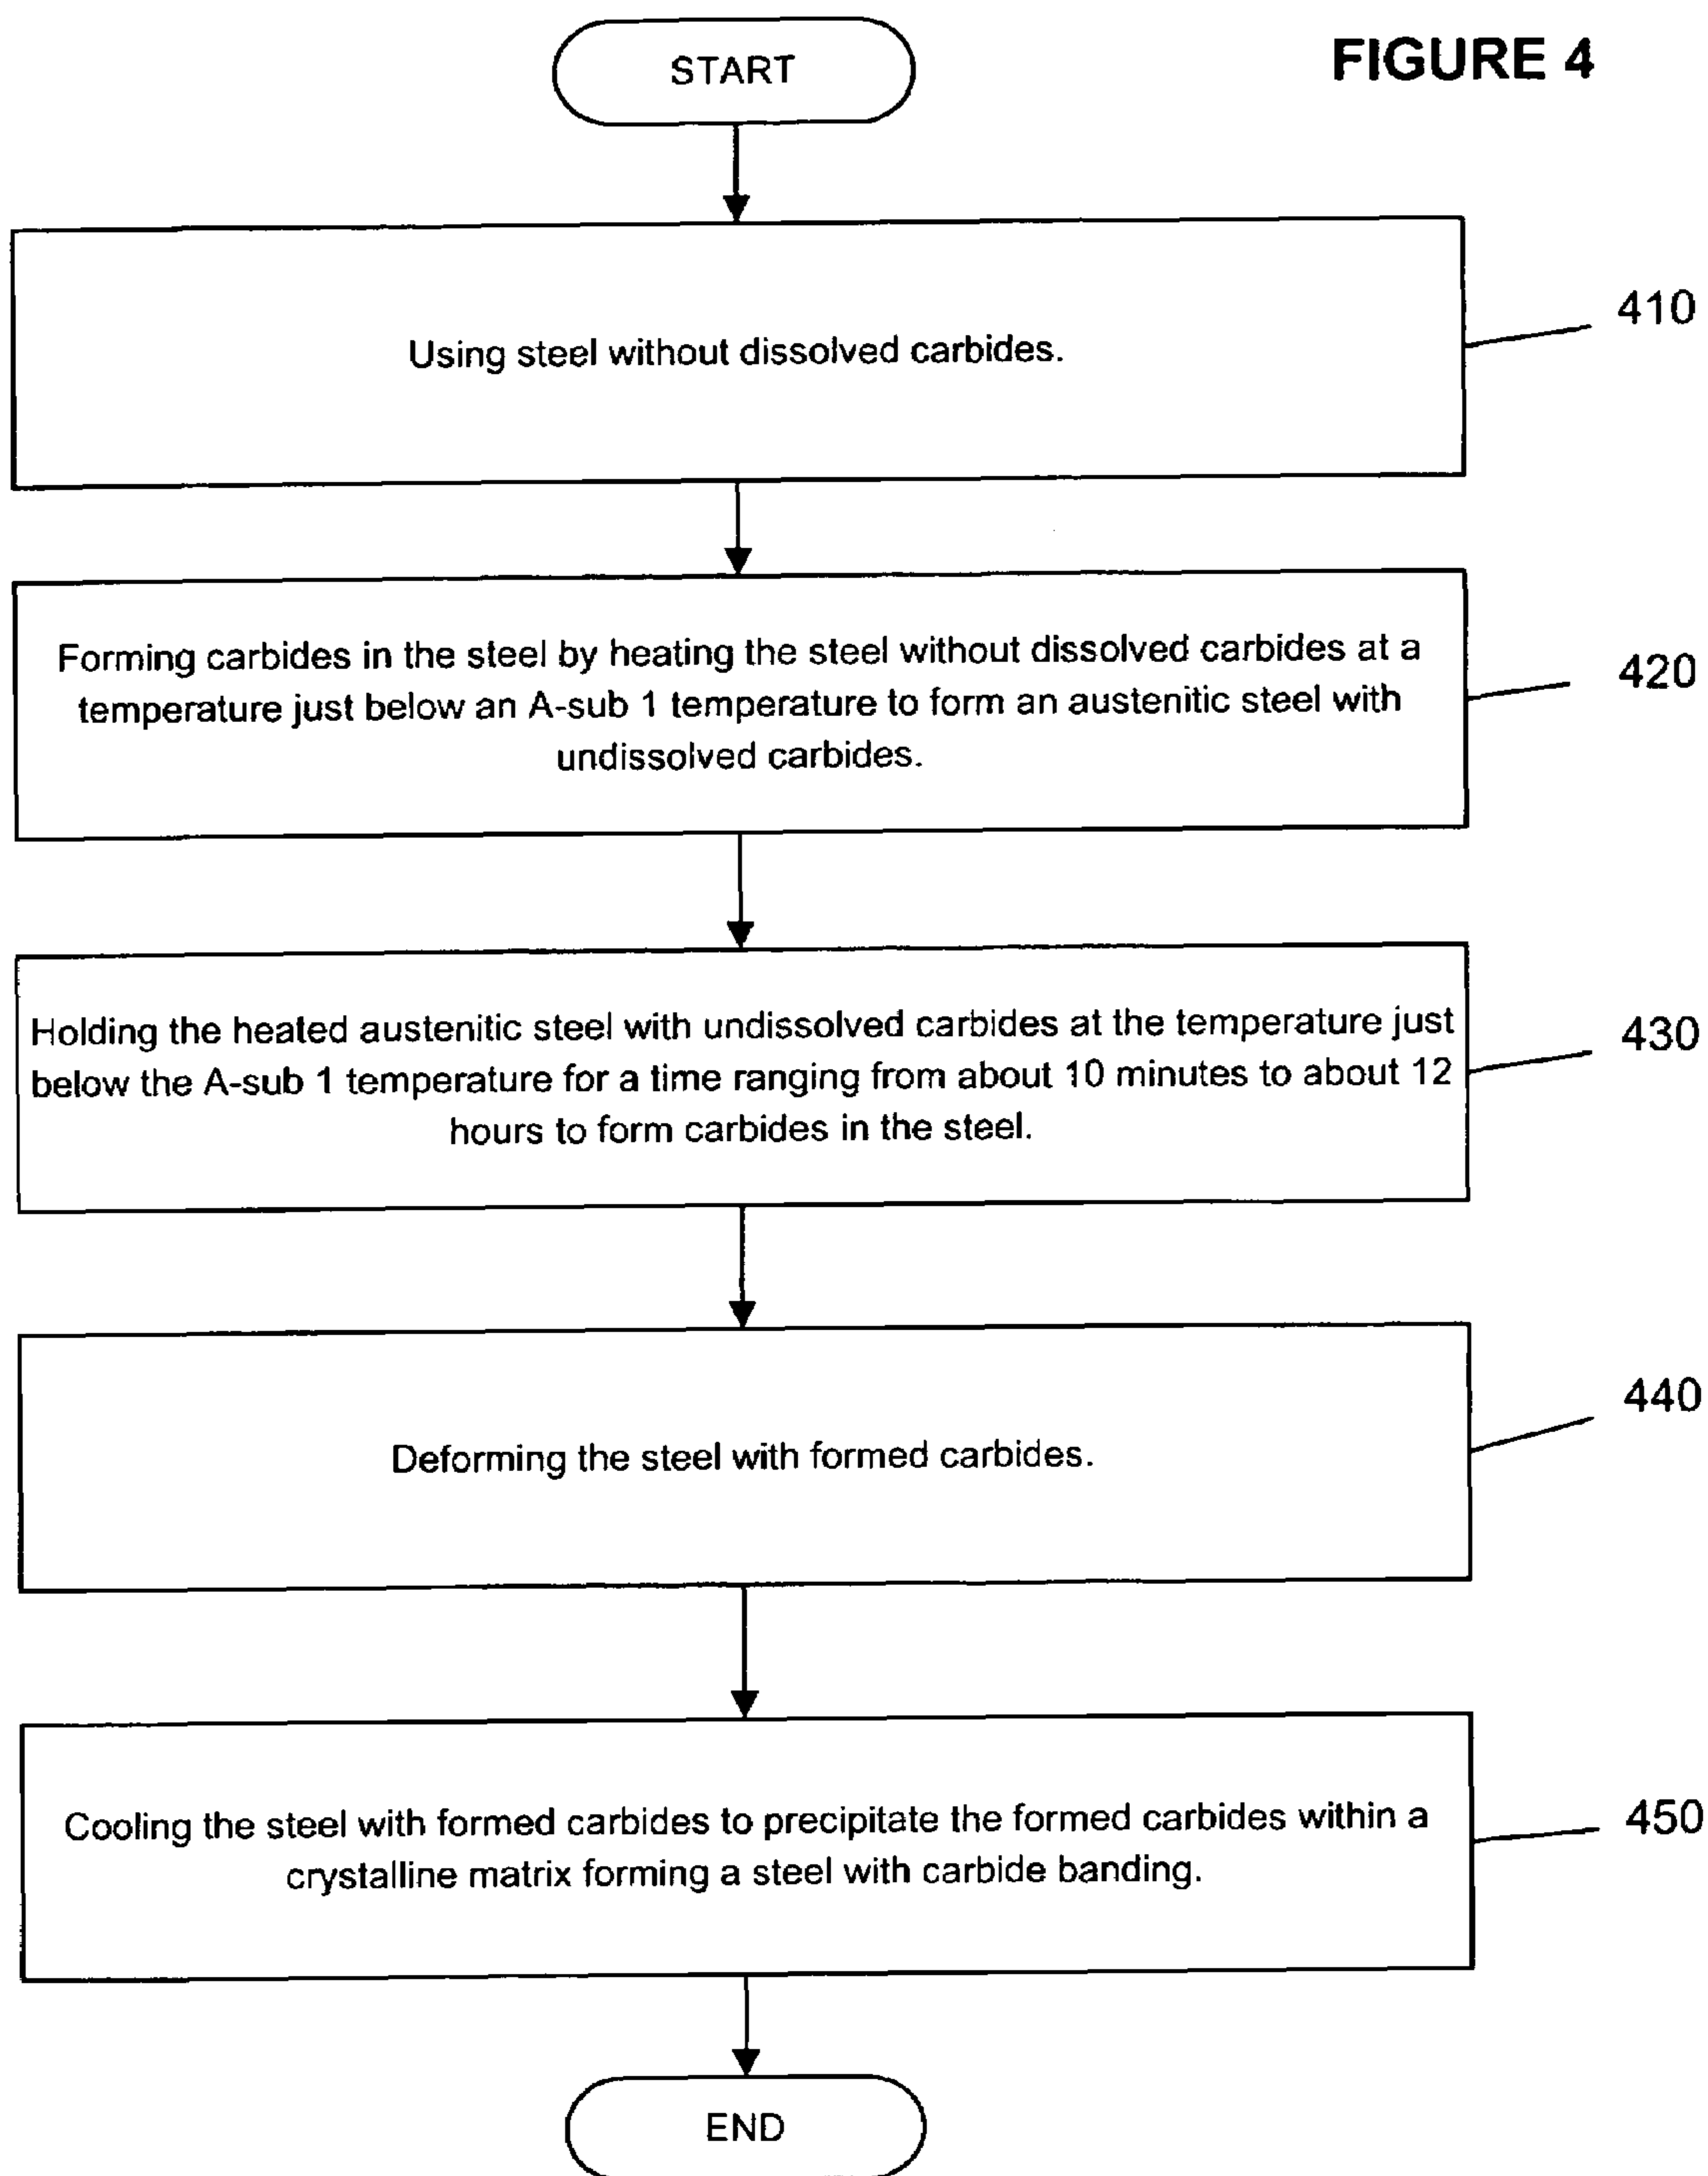 FIGURE 4
START
Using steel without dissolved carbides.
410
Forming carbides in the steel by heating the steel without dissolved carbides at a
temperature just below an A-sub 1 temperature to form an austenitic steel with
undissolved carbides.
420
Holding the heated austenitic steel with undissolved carbides at the temperature just
below the A-sub 1 temperature for a time ranging from about 10 minutes to about 12
hours to form carbides in the steel.
430
Deforming the steel with formed carbides.
440
Cooling the steel with formed carbides to precipitate the formed carbides within a
crystalline matrix forming a steel with carbide banding.
450
END